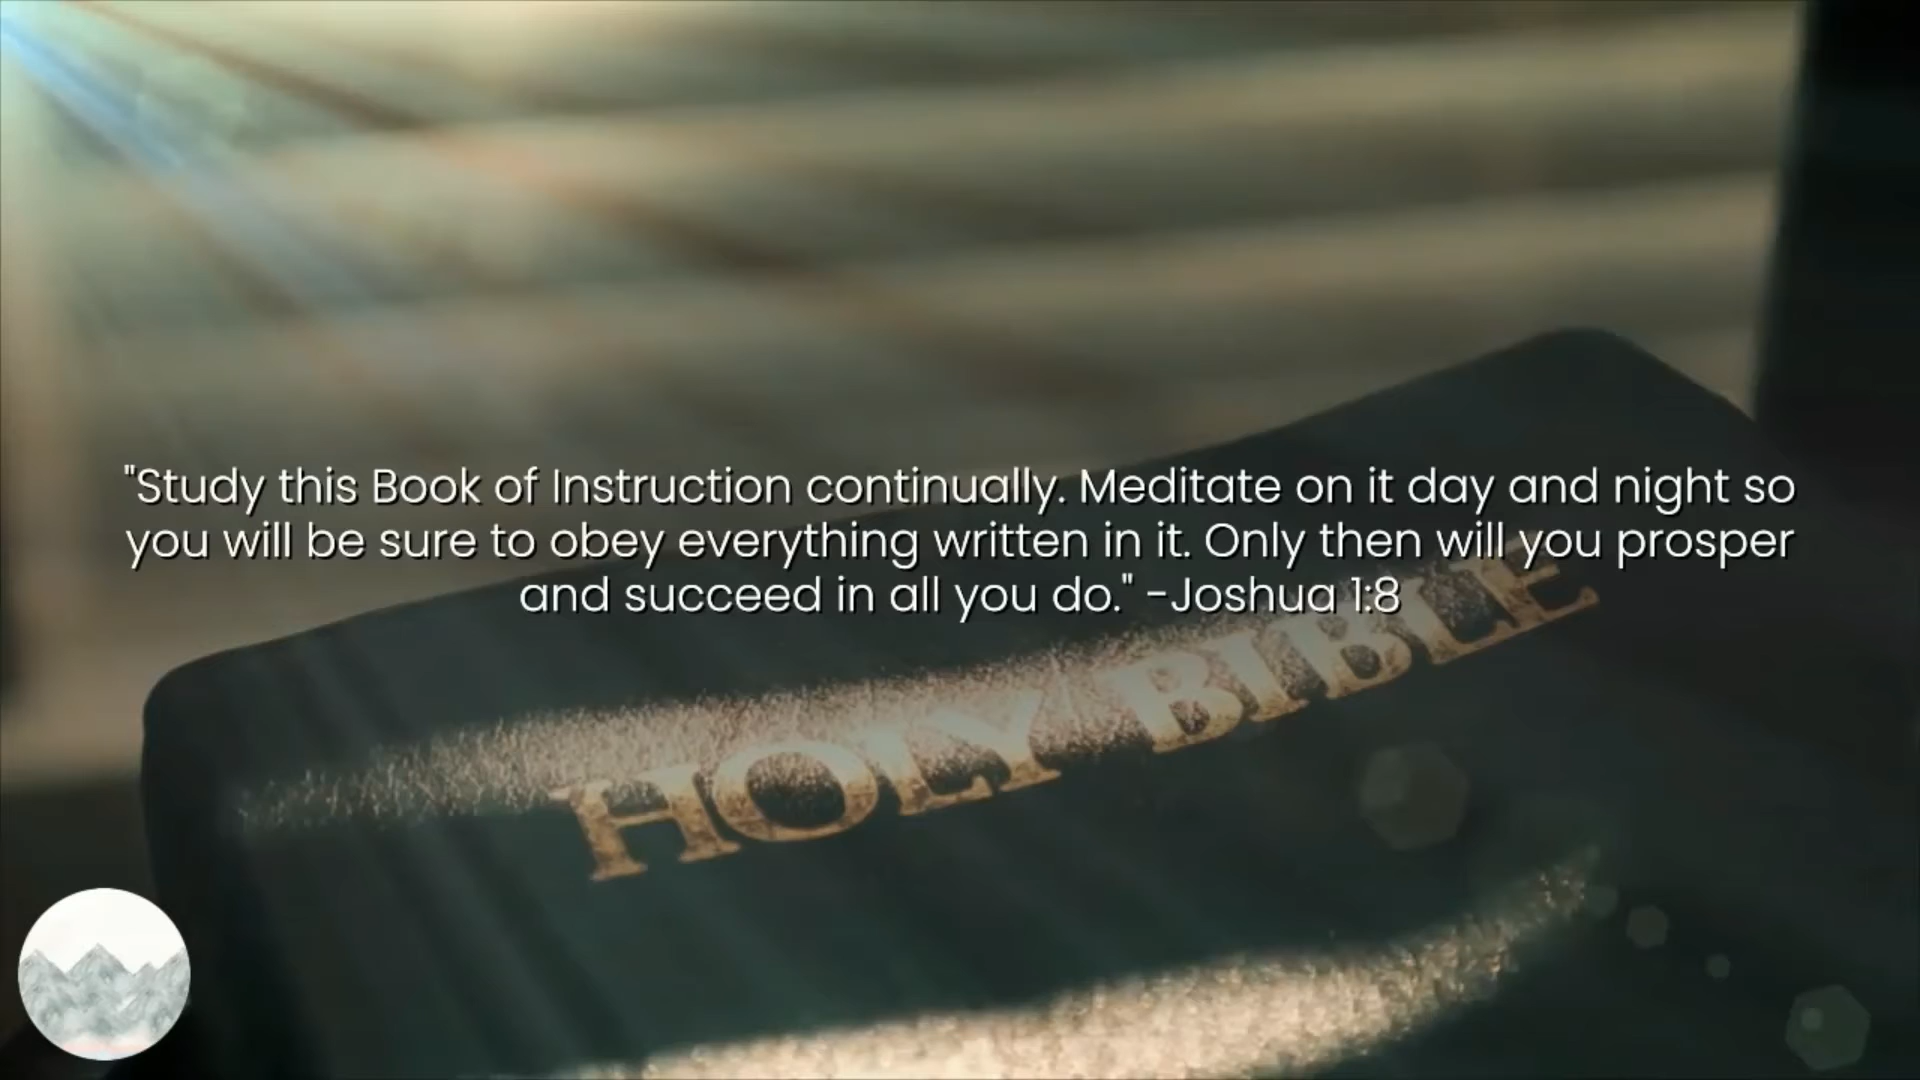 "Study this Book of Instruction continually. Meditate on it day and night so
you will be sure to obey everything written in it. Only then will you prosper
and succeed in all you do." -Joshua 1:8
HOLY BIBLE